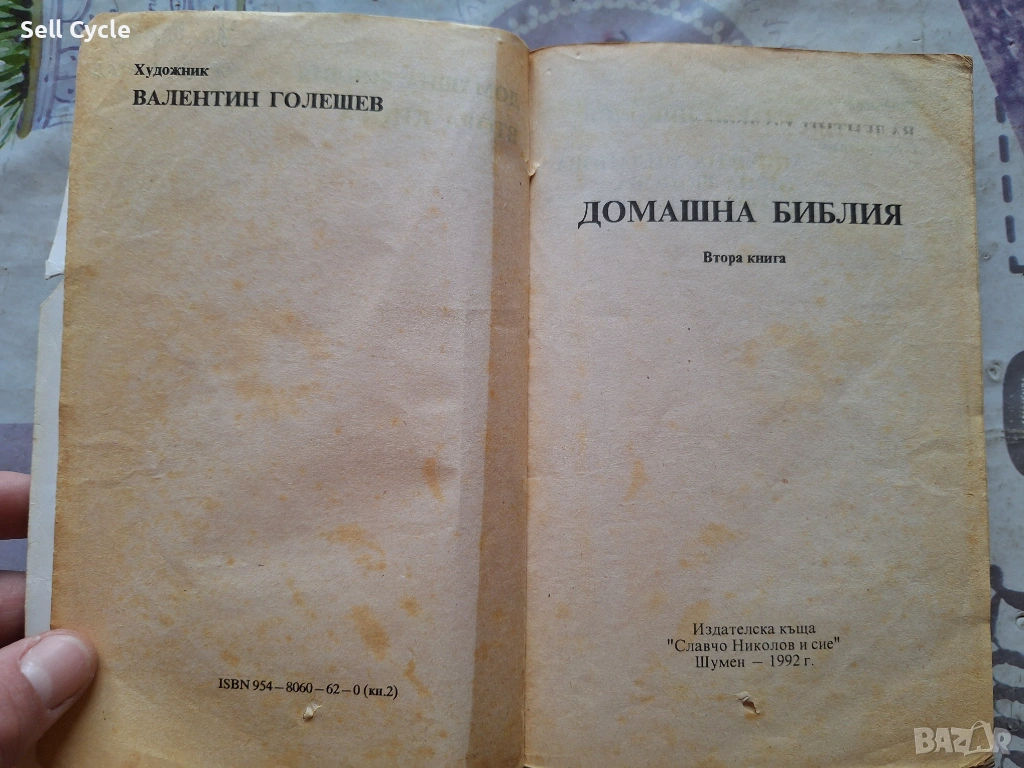 Sell Cycle
Художник
ВАЛЕНТИН ГОЛЕШЕВ
ISBN 954–8060–62–0 (кн.2)
ДОМАШНА БИБЛИЯ
Втора книга
Издателска къща
"Славчо Николов и сие"
Шумен – 1992 г.
BAZAR